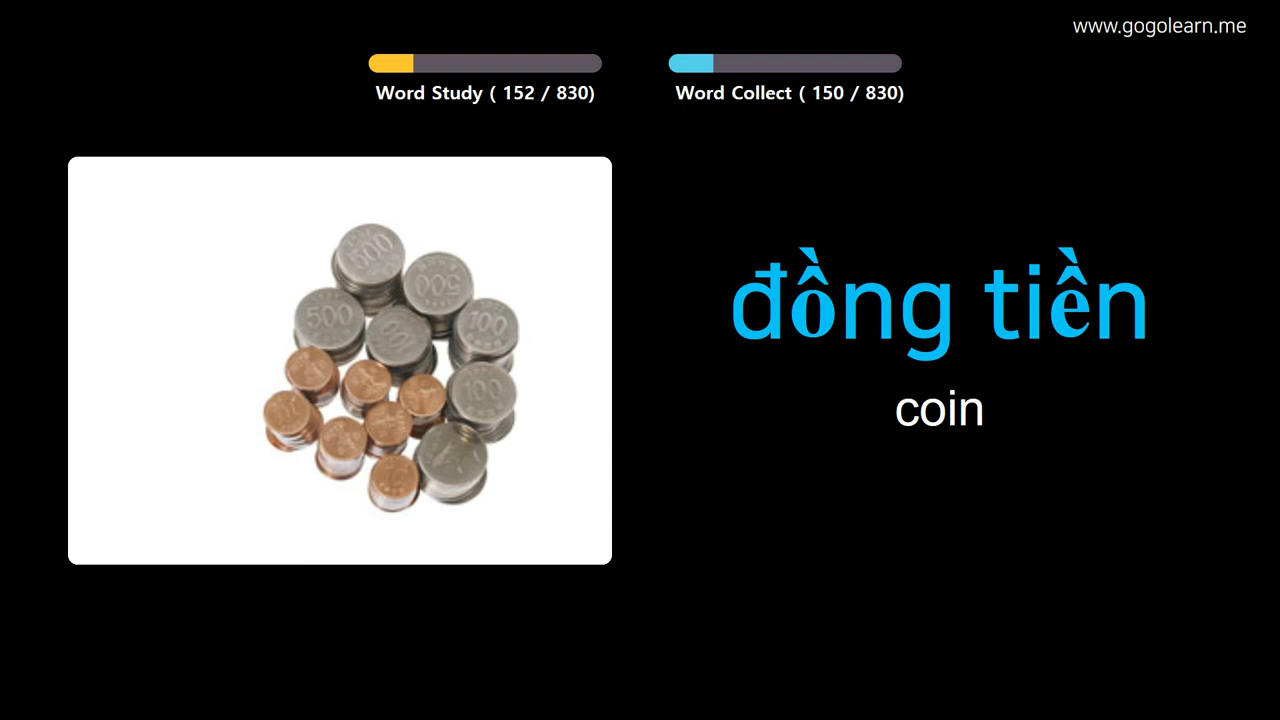 www.gogolearn.me
Word Study ( 152 / 830)
Word Collect ( 150 / 830)
500
500
500
100
100
đồng tiền
coin